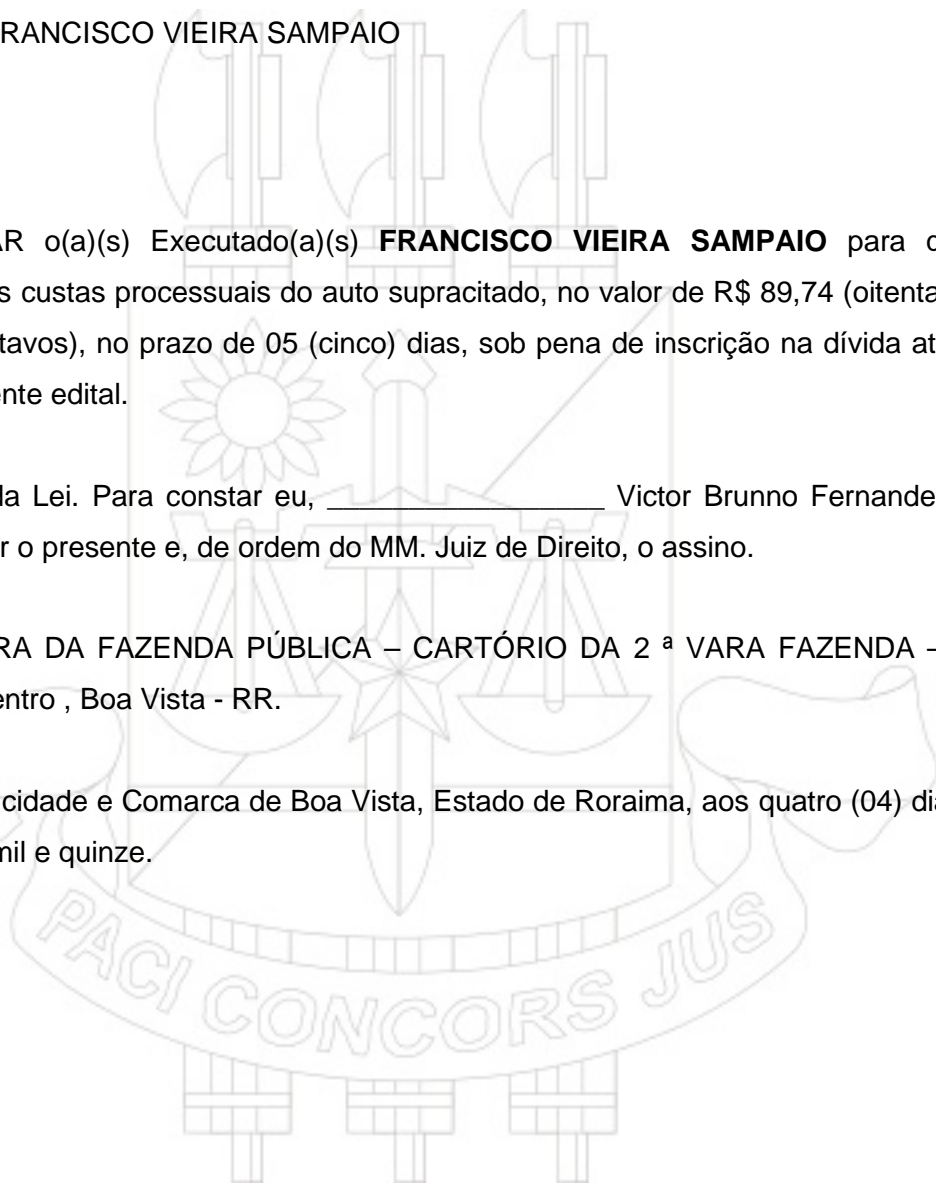 RANCISCO VIEIRA SAMPAIO
AR o(a)(s) Executado(a)(s) FRANCISCO VIEIRA SAMPAIO para c
s custas processuais do auto supracitado, no valor de R$ 89,74 (oitenta
tavos), no prazo de 05 (cinco) dias, sob pena de inscrição na dívida at
ente edital.
la Lei. Para constar eu, __________________ Victor Brunno Fernande
r o presente e, de ordem do MM. Juiz de Direito, o assino.
RA DA FAZENDA PÚBLICA – CARTÓRIO DA 2 ª VARA FAZENDA –
entro , Boa Vista - RR.
cidade e Comarca de Boa Vista, Estado de Roraima, aos quatro (04) dia
mil e quinze.
PACI CONCORS JUS